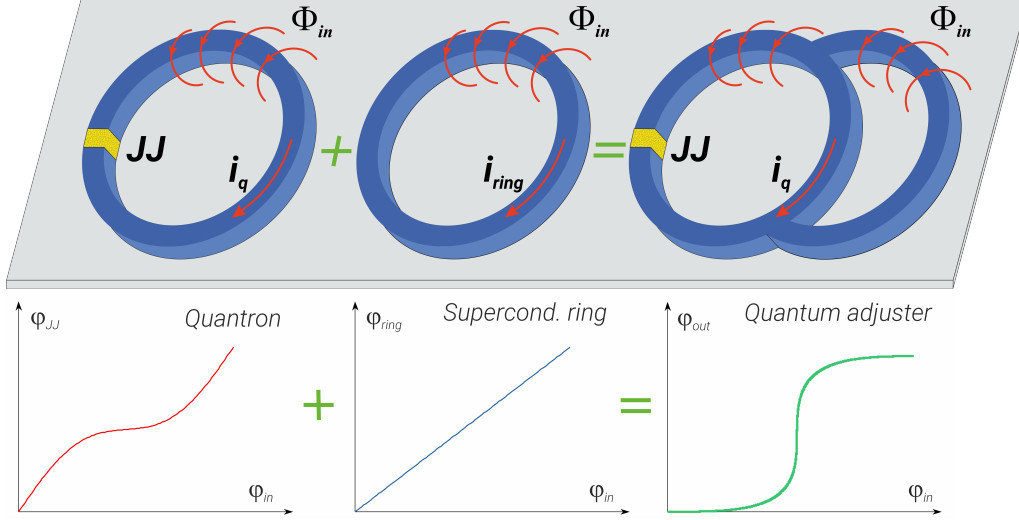 Φin
Φin
Φin
JJ
iq
+
iring
=
JJ
iq
φJJ
Quantron
φin
+
φring
Supercond. ring
φin
=
φout
Quantum adjuster
φin